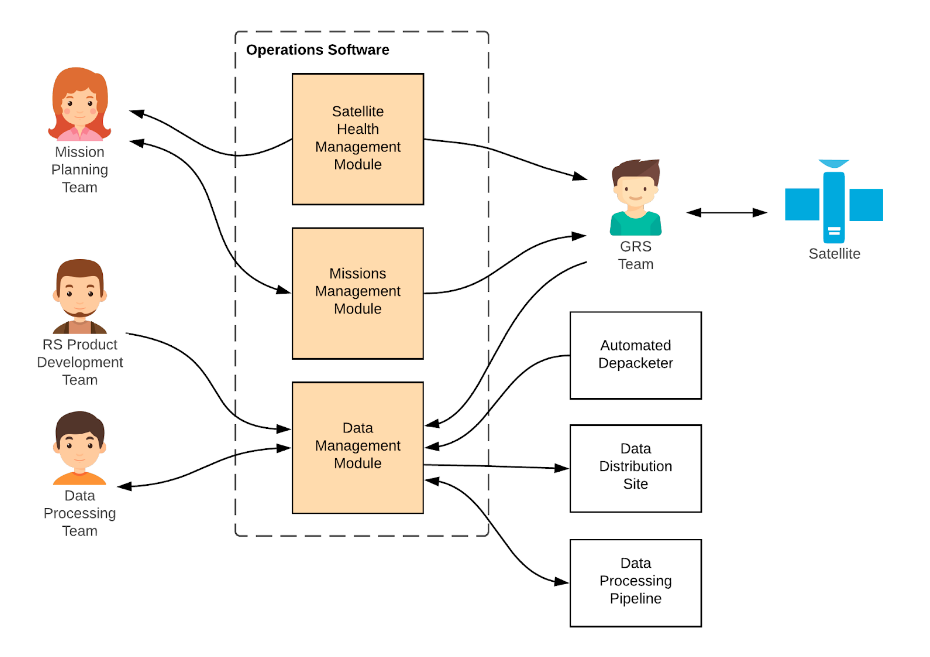 Operations Software
Mission
Planning
Team
Satellite
Health
Management
Module
GRS
Team
Satellite
Missions
Management
Module
RS Product
Development
Team
Automated
Depacketer
Data
Management
Module
Data
Distribution
Site
Data
Processing
Team
Data
Processing
Pipeline